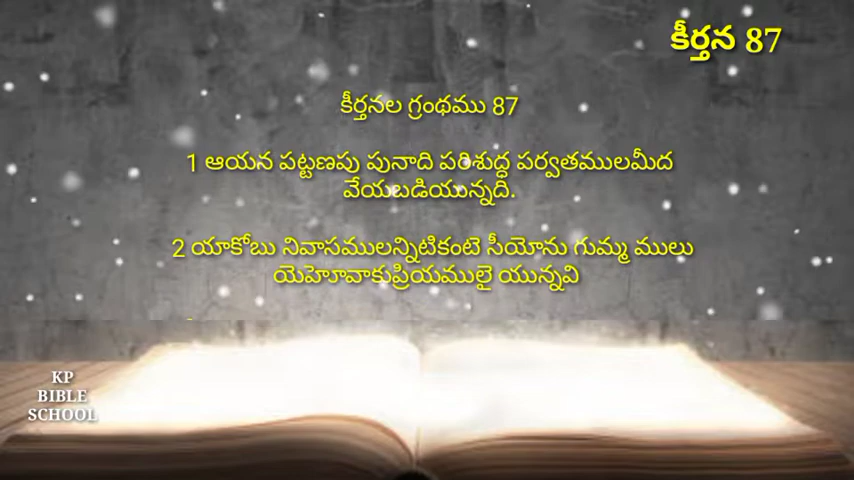 కీర్తన 87
కీర్తనల గ్రంథము 87
1 ఆయన పట్టణపు పునాది పరిశుద్ధ పర్వతములమీద
వేయబడియున్నది.
2 యాకోబు నివాసములన్నిటికంటె సీయోను గుమ్మ ములు
యెహోవాకుప్రియములై యున్నవి
KP
BIBLE
SCHOOL